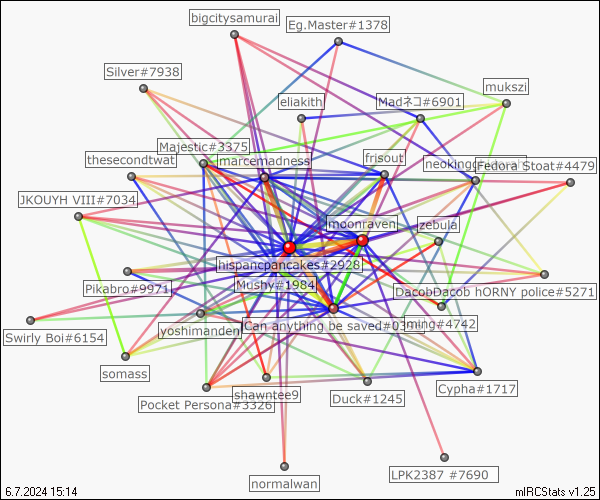 bigcitysamurai
Eg.Master#1378
Silver#7938
mukszi
eliakith
Madネコ#6901
Majestic#3375
thesecondtwat
marcemadness
frisout
Fedora Stoat#4479
JKOUYH VIII#7034
moonraven
zebula
hispanicpancakes#2928
Pikabro#9971
Mushy#1984
DacobDacob hORNY police#5271
Swirly Boi#6154
yoshimanden
Can anything be saved#03
ming#4742
somass
Pocket Persona#3326
shawntee9
Duck#1245
Cypha#1717
normalwan
LPK2387 #7690
6.7.2024 15:14
mIRCStats v1.25